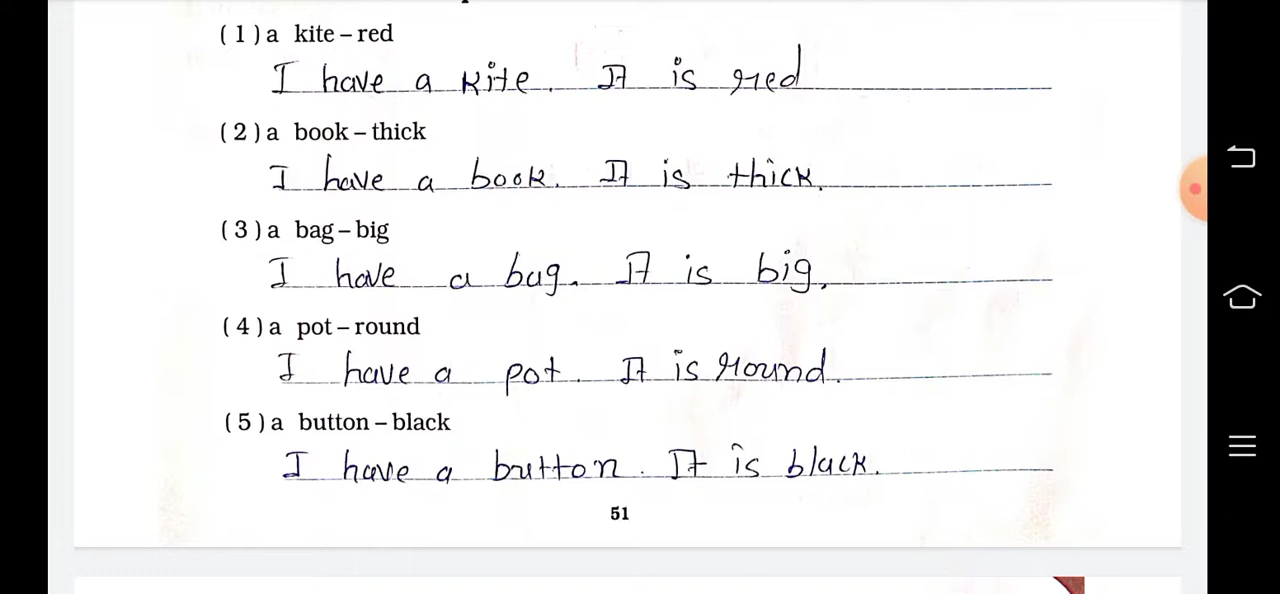 (1) a kite – red
I have a kite. It is red
(2) a book – thick
I have a book. It is thick.
(3) a bag – big
I have a bag. It is big.
(4) a pot – round
I have a pot. It is round.
(5) a button – black
I have a button. It is black.
51